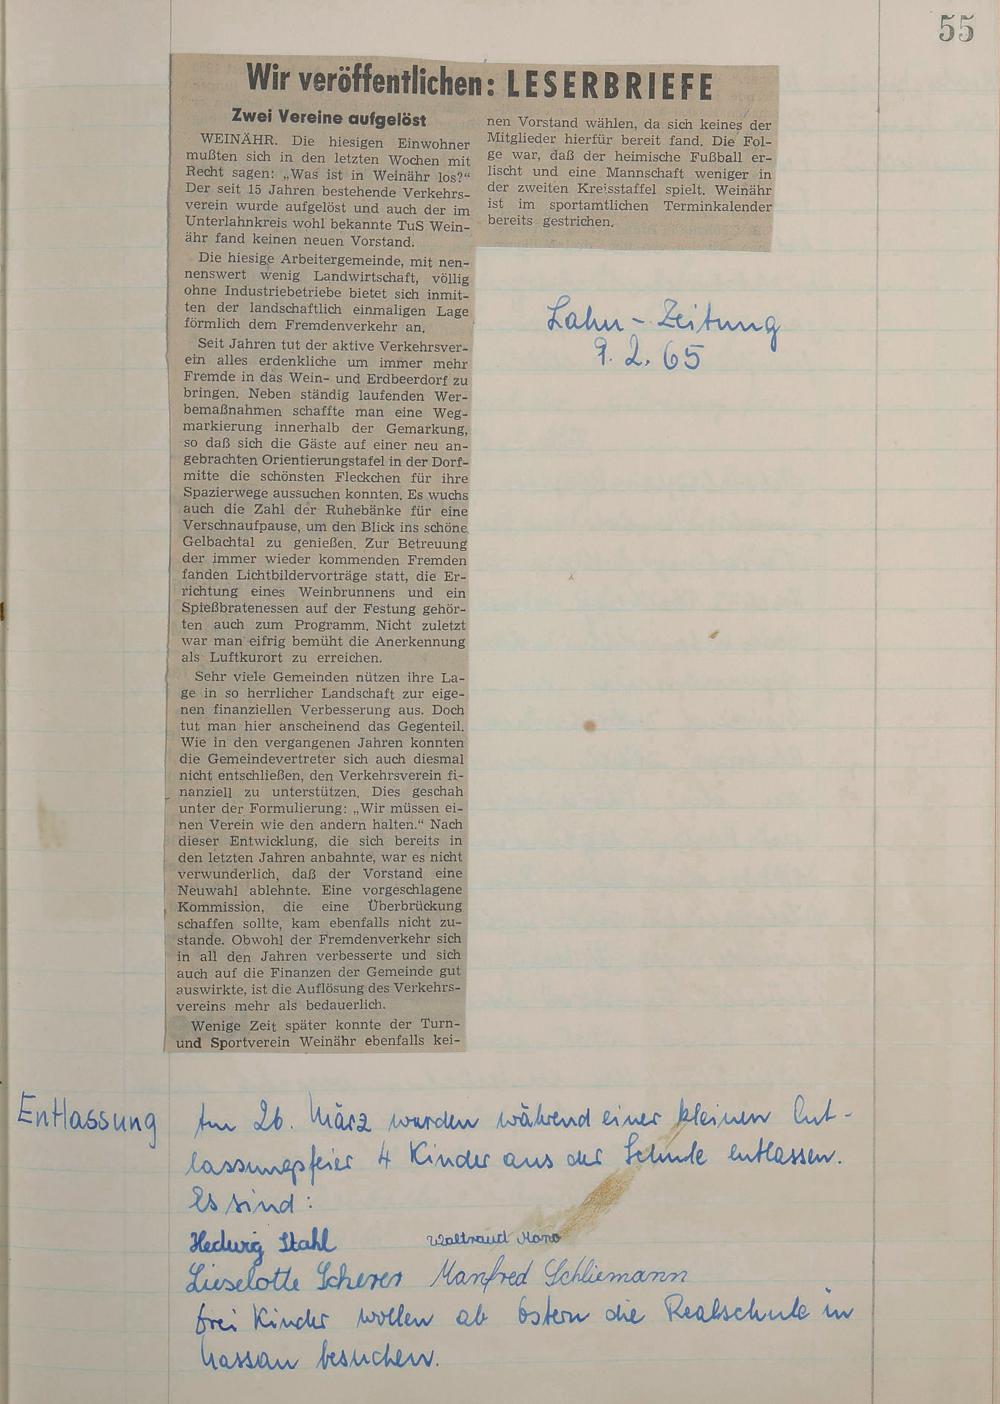 55
Wir veröffentlichen: LESERBRIEFE
Zwei Vereine aufgelöst
WEINÄHR. Die hiesigen Einwohner
mußten sich in den letzten Wochen mit
Recht sagen: „Was ist in Weinähr los?“
Der seit 15 Jahren bestehende Verkehrs-
verein wurde aufgelöst und auch der im
Unterlahnkreis wohl bekannte TuS Wein-
ähr fand keinen neuen Vorstand.
Die hiesige Arbeitergemeinde, mit nen-
nenswert wenig Landwirtschaft, völlig
ohne Industriebetriebe bietet sich inmit-
ten der landschaftlich einmaligen Lage
förmlich dem Fremdenverkehr an.
Seit Jahren tut der aktive Verkehrsver-
ein alles erdenkliche um immer mehr
Fremde in das Wein- und Erdbeerdorf zu
bringen. Neben ständig laufenden Wer-
bemaßnahmen schaffte man eine Weg-
markierung innerhalb der Gemarkung,
so daß sich die Gäste auf einer neu an-
gebrachten Orientierungstafel in der Dorf-
mitte die schönsten Fleckchen für ihre
Spazierwege aussuchen konnten. Es wuchs
auch die Zahl der Ruhebänke für eine
Verschnaufpause, um den Blick ins schöne
Gelbachtal zu genießen. Zur Betreuung
der immer wieder kommenden Fremden
fanden Lichtbildervorträge statt, die Er-
richtung eines Weinbrunnens und ein
Spießbratenessen auf der Festung gehör-
ten auch zum Programm. Nicht zuletzt
war man eifrig bemüht die Anerkennung
als Luftkurort zu erreichen.
Sehr viele Gemeinden nützen ihre La-
ge in so herrlicher Landschaft zur eige-
nen finanziellen Verbesserung aus. Doch
tut man hier anscheinend das Gegenteil.
Wie in den vergangenen Jahren konnten
die Gemeindevertreter sich auch diesmal
nicht entschließen, den Verkehrsverein fi-
nanziell zu unterstützen. Dies geschah
unter der Formulierung: „Wir müssen ei-
nen Verein wie den andern halten.“ Nach
dieser Entwicklung, die sich bereits in
den letzten Jahren anbahnte, war es nicht
verwunderlich, daß der Vorstand eine
Neuwahl ablehnte. Eine vorgeschlagene
Kommission, die eine Überbrückung
schaffen sollte, kam ebenfalls nicht zu-
stande. Obwohl der Fremdenverkehr sich
in all den Jahren verbesserte und sich
auch auf die Finanzen der Gemeinde gut
auswirkte, ist die Auflösung des Verkehrs-
vereins mehr als bedauerlich.
Wenige Zeit später konnte der Turn-
und Sportverein Weinähr ebenfalls kei-
nen Vorstand wählen, da sich keines der
Mitglieder hierfür bereit fand. Die Fol-
ge war, daß der heimische Fußball er-
lischt und eine Mannschaft weniger in
der zweiten Kreisstaffel spielt. Weinähr
ist im sportamtlichen Terminkalender
bereits gestrichen.
Lahn-Zeitung
9. 2. 65
Entlassung
Am 26. März wurden während einer kleinen Ent-
lassungsfeier 4 Kinder aus der Schule entlassen.
Es sind:
Hedwig Stahl Waltraud
Lieselotte Scherer Manfred Schliemann
Drei Kinder wollen ab Ostern die Realschule in
Nassau besuchen.